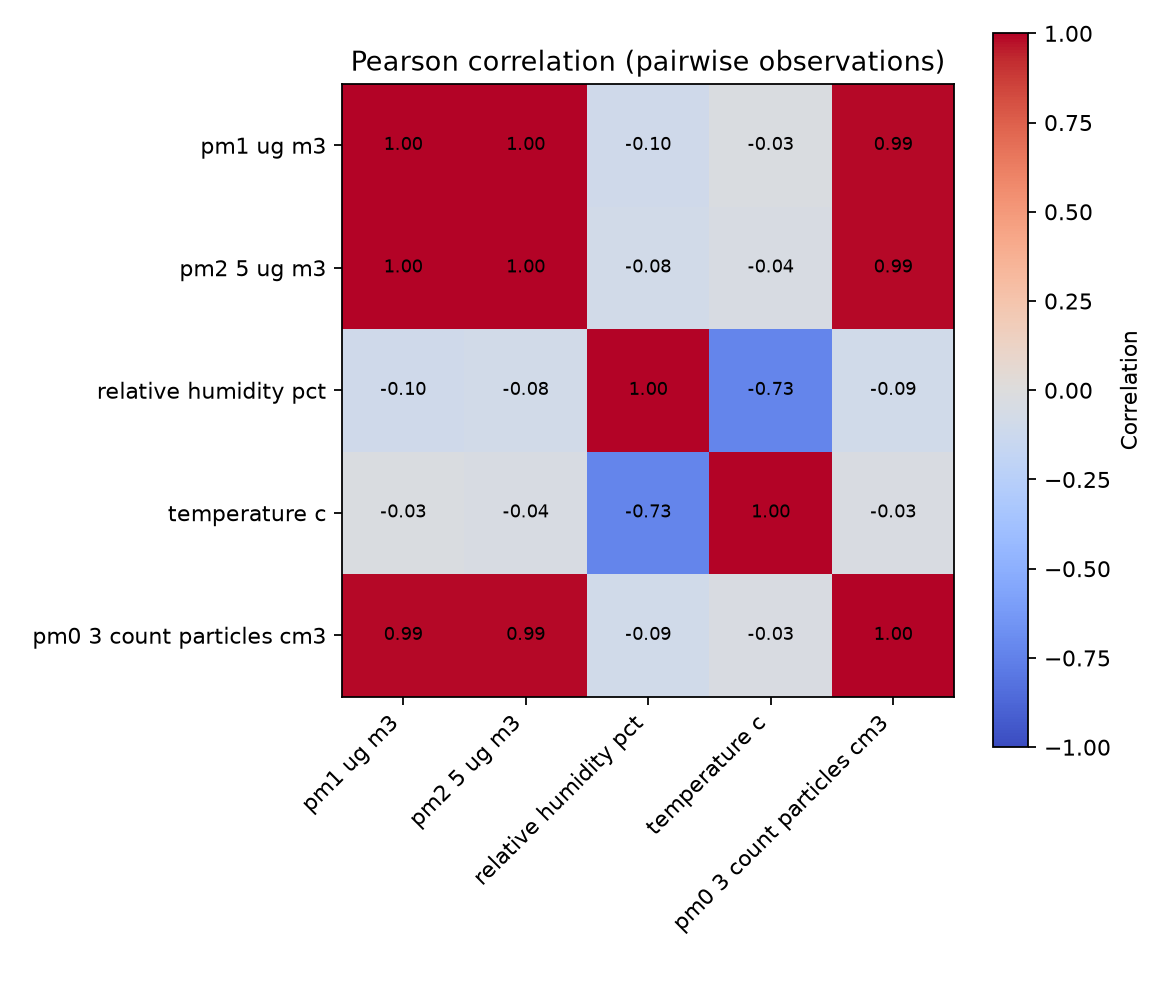 Pearson correlation (pairwise observations)
pm1 ug m3 1.00 1.00 -0.10 -0.03 0.99
pm2 5 ug m3 1.00 1.00 -0.08 -0.04 0.99
relative humidity pct -0.10 -0.08 1.00 -0.73 -0.09
temperature c -0.03 -0.04 -0.73 1.00 -0.03
pm0 3 count particles cm3 0.99 0.99 -0.09 -0.03 1.00
pm1 ug m3
pm2 5 ug m3
relative humidity pct
temperature c
pm0 3 count particles cm3
1.00
0.75
0.50
0.25
0.00
−0.25
−0.50
−0.75
−1.00
Correlation